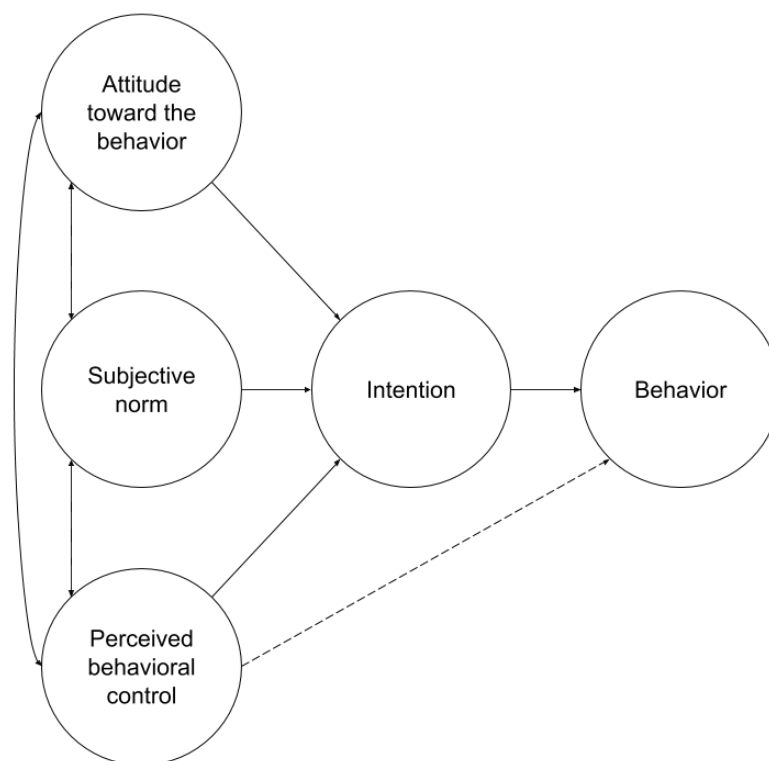 Attitude
toward the
behavior
Subjective
norm
Intention
Behavior
Perceived
behavioral
control